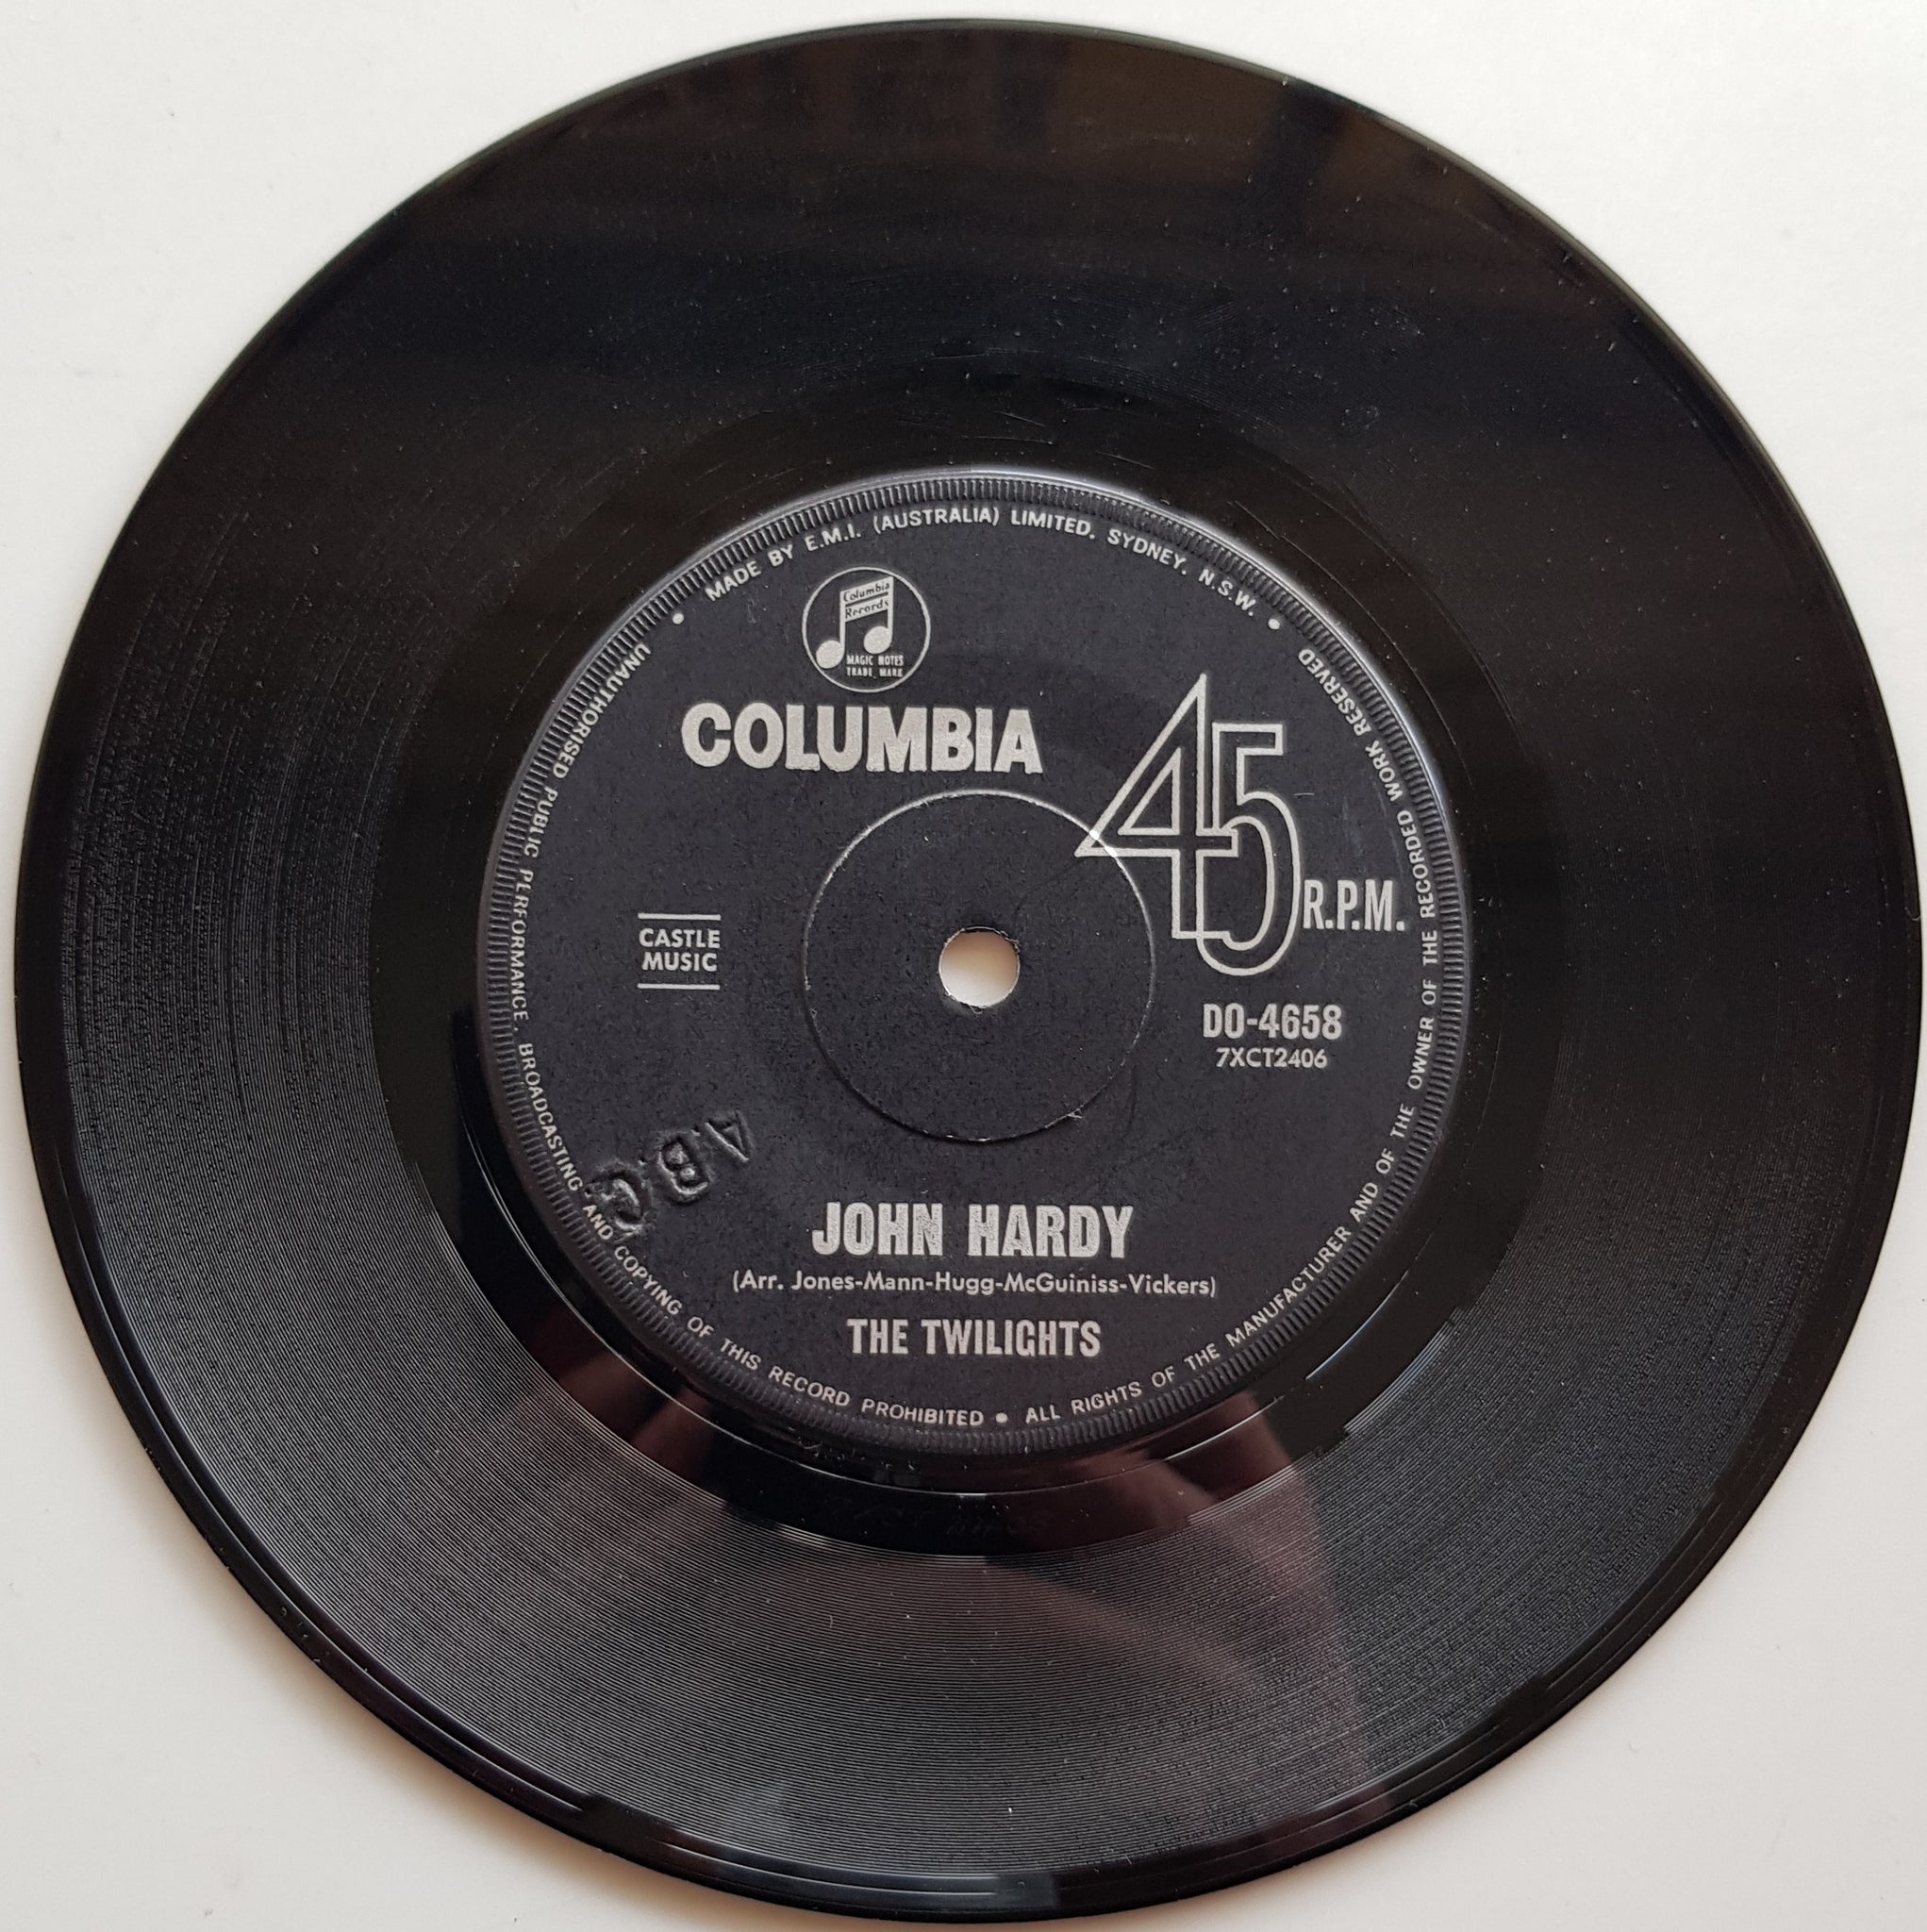 MADE BY E.M.I. (AUSTRALIA) LIMITED. SYDNEY. N.S.W.
Columbia
Records
MAGIC NOTES
TRADE MARK
COLUMBIA
45 R.P.M.
CASTLE
MUSIC
DO-4658
7XCT2406
A.B.C.
JOHN HARDY
(Arr. Jones-Mann-Hugg-McGuiniss-Vickers)
THE TWILIGHTS
UNAUTHORISED PUBLIC PERFORMANCE. BROADCASTING AND COPYING OF THIS RECORD PROHIBITED • ALL RIGHTS OF THE MANUFACTURER AND OF THE OWNER OF THE RECORDED WORK RESERVED